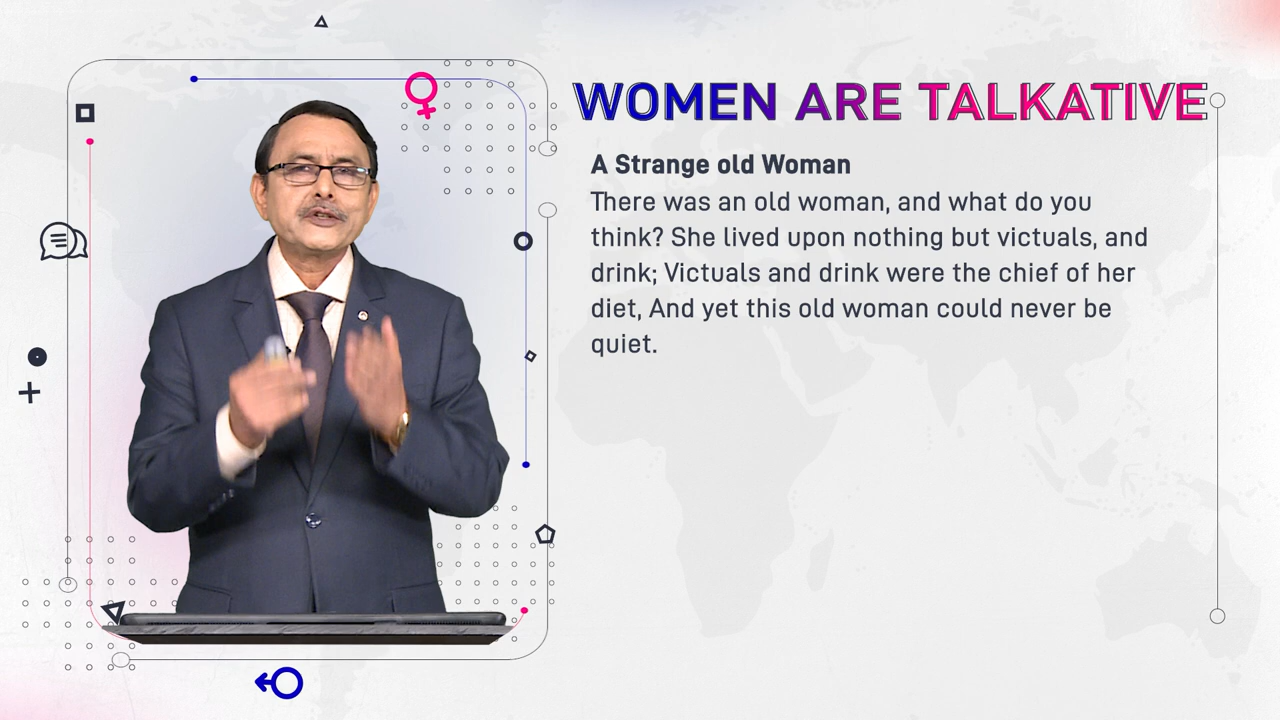 WOMEN ARE TALKATIVE
A Strange old Woman
There was an old woman, and what do you
think? She lived upon nothing but victuals, and
drink; Victuals and drink were the chief of her
diet, And yet this old woman could never be
quiet.